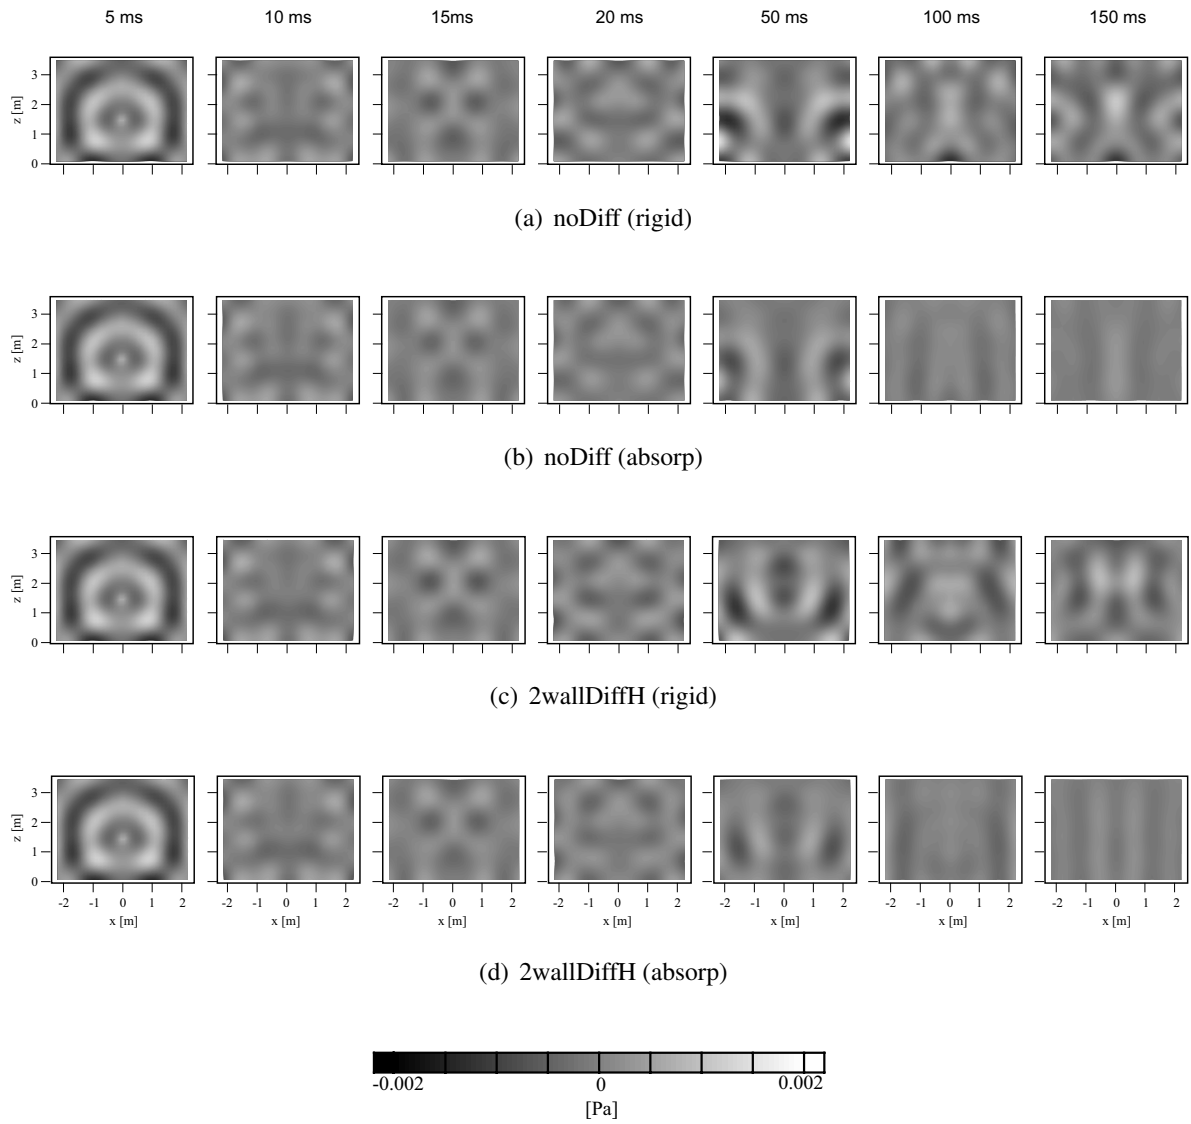 5 ms 10 ms 15ms 20 ms 50 ms 100 ms 150 ms
3
2
1
0
z [m]
(a) noDiff (rigid)
3
2
1
0
z [m]
(b) noDiff (absorp)
3
2
1
0
z [m]
(c) 2wallDiffH (rigid)
3
2
1
0
z [m]
-2 -1 0 1 2 -2 -1 0 1 2 -2 -1 0 1 2 -2 -1 0 1 2 -2 -1 0 1 2 -2 -1 0 1 2 -2 -1 0 1 2
x [m] x [m] x [m] x [m] x [m] x [m] x [m]
(d) 2wallDiffH (absorp)
-0.002 0 0.002
[Pa]